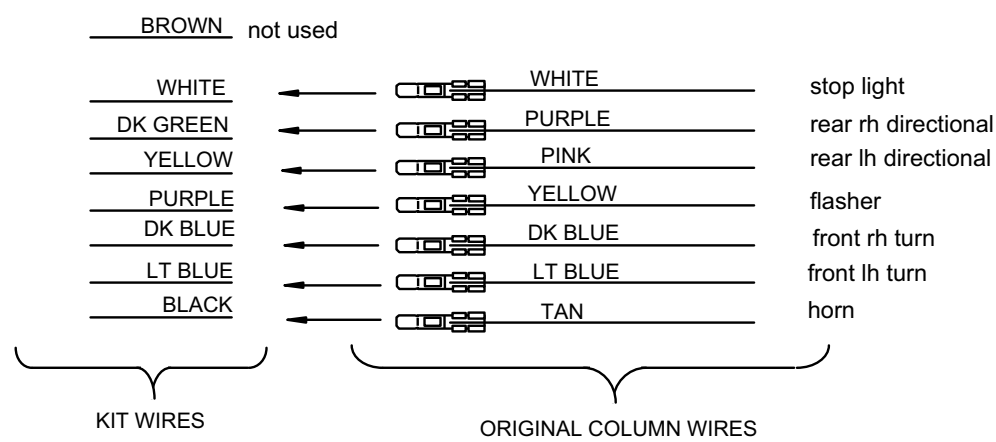 BROWN not used
WHITE WHITE stop light
DK GREEN PURPLE rear rh directional
YELLOW PINK rear lh directional
PURPLE YELLOW flasher
DK BLUE DK BLUE front rh turn
LT BLUE LT BLUE front lh turn
BLACK TAN horn
KIT WIRES ORIGINAL COLUMN WIRES